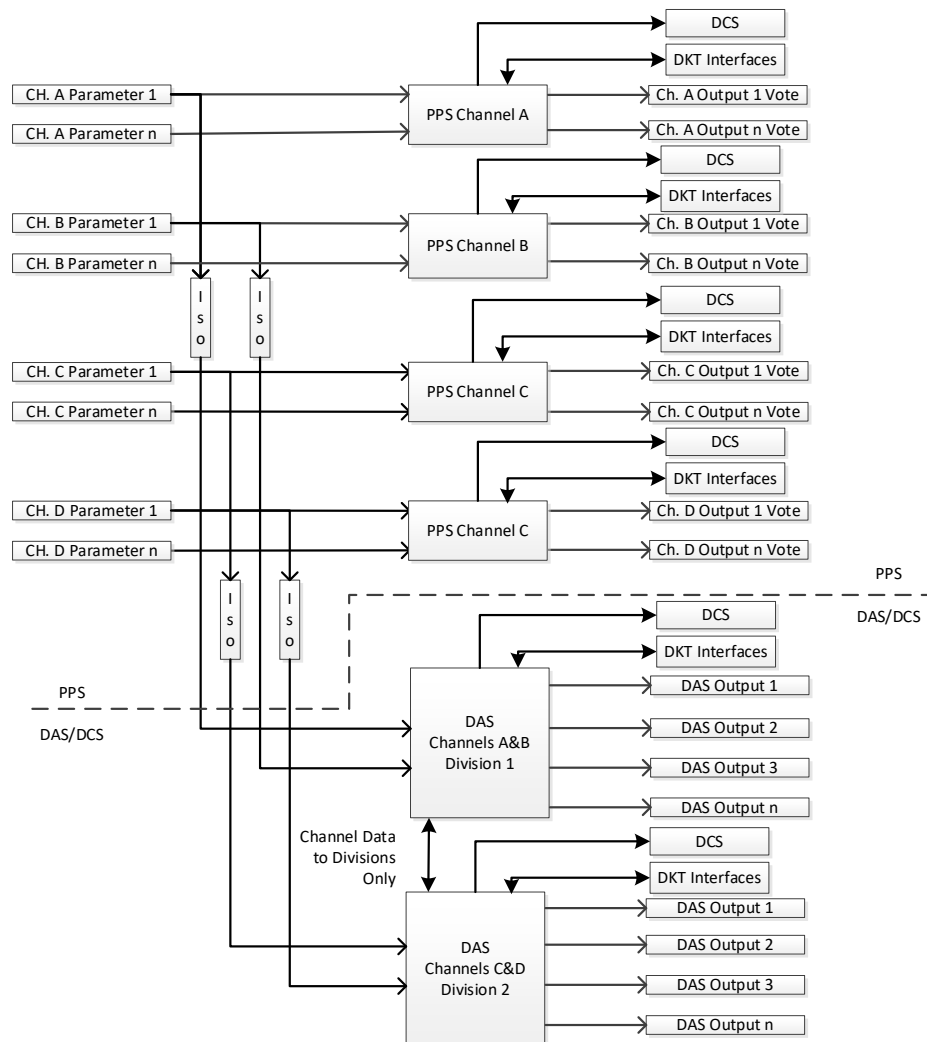 DCS
DKT Interfaces
CH. A Parameter 1
PPS Channel A
Ch. A Output 1 Vote
CH. A Parameter n
Ch. A Output n Vote
DCS
DKT Interfaces
CH. B Parameter 1
PPS Channel B
Ch. B Output 1 Vote
CH. B Parameter n
Ch. B Output n Vote
I
s
o
I
s
o
DCS
DKT Interfaces
CH. C Parameter 1
PPS Channel C
Ch. C Output 1 Vote
CH. C Parameter n
Ch. C Output n Vote
DCS
DKT Interfaces
CH. D Parameter 1
PPS Channel C
Ch. D Output 1 Vote
CH. D Parameter n
Ch. D Output n Vote
I
s
o
I
s
o
PPS
DAS/DCS
DCS
DKT Interfaces
PPS
DAS/DCS
DAS
Channels A&B
Division 1
DAS Output 1
DAS Output 2
DAS Output 3
DAS Output n
Channel Data
to Divisions
Only
DCS
DKT Interfaces
DAS
Channels C&D
Division 2
DAS Output 1
DAS Output 2
DAS Output 3
DAS Output n